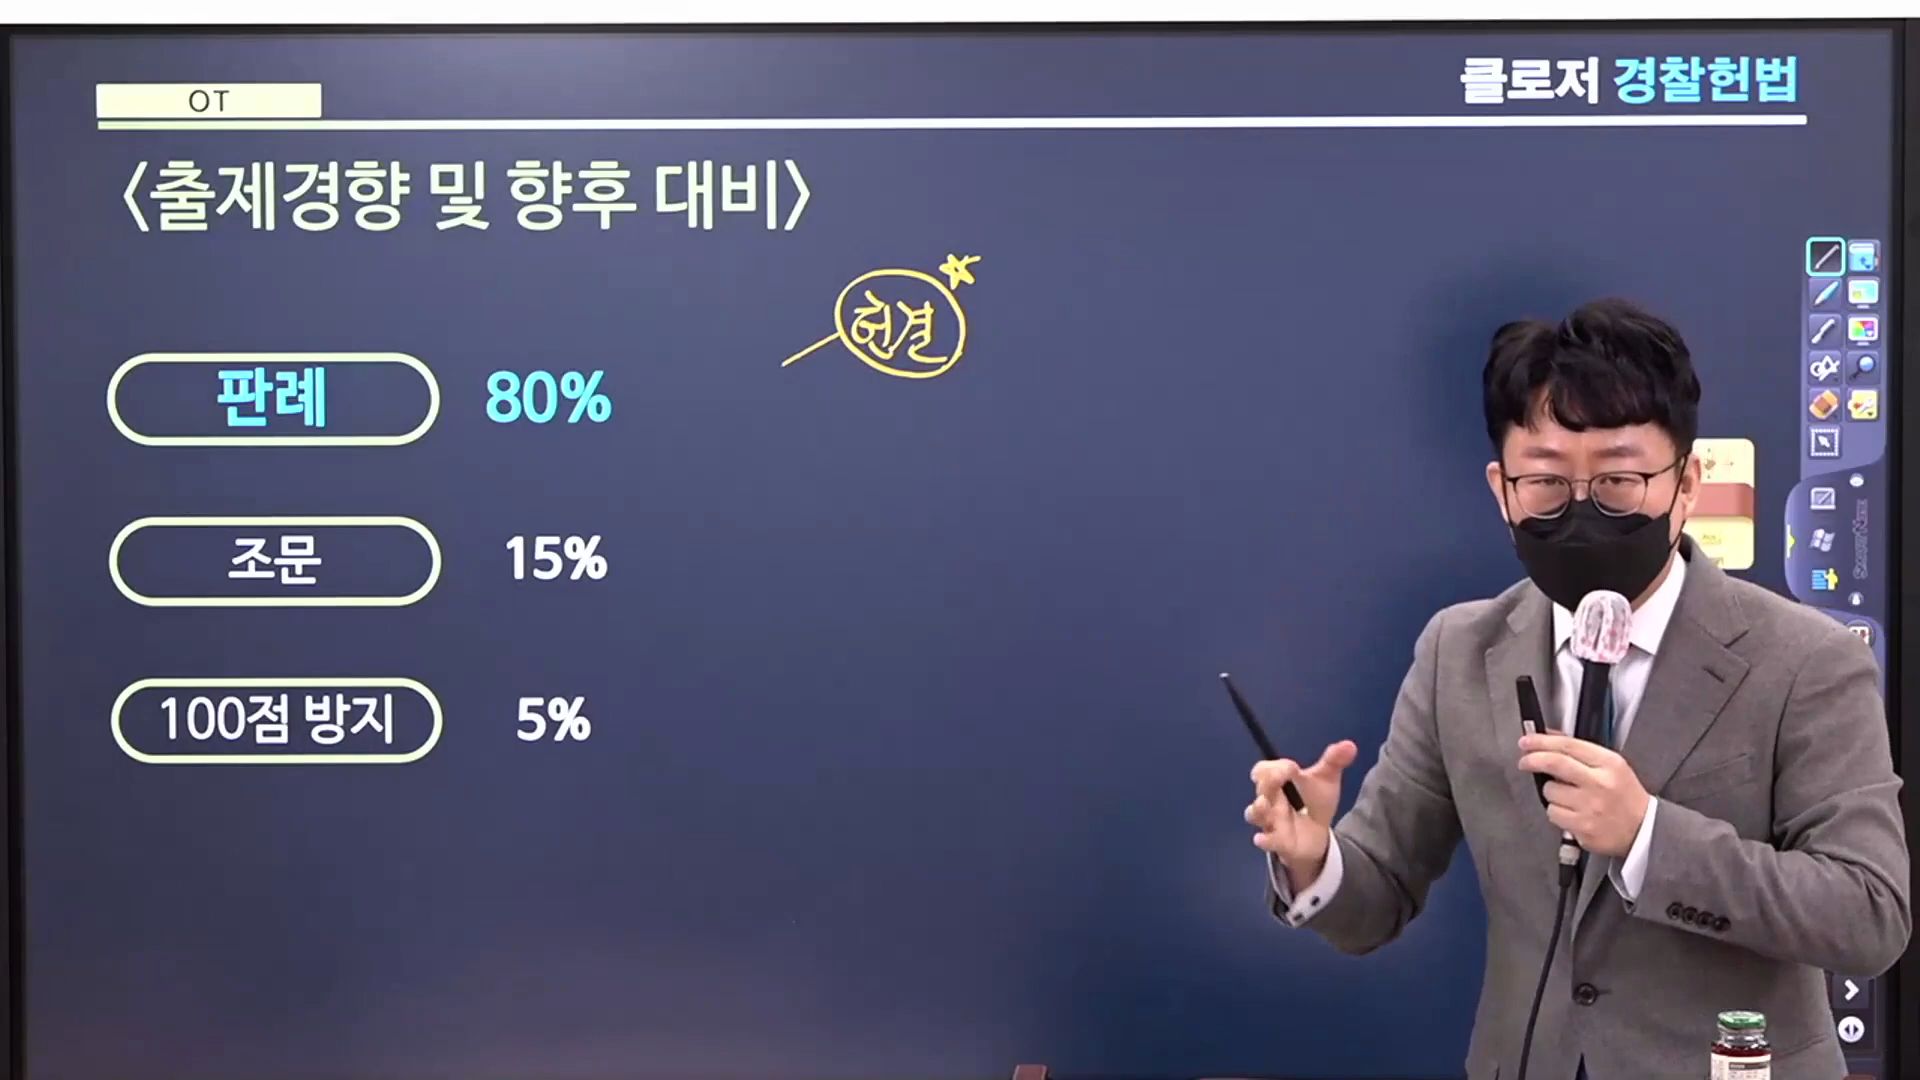 OT
클로저 경찰헌법
〈출제경향 및 향후 대비〉
헌결
판례 80%
조문 15%
100점 방지 5%